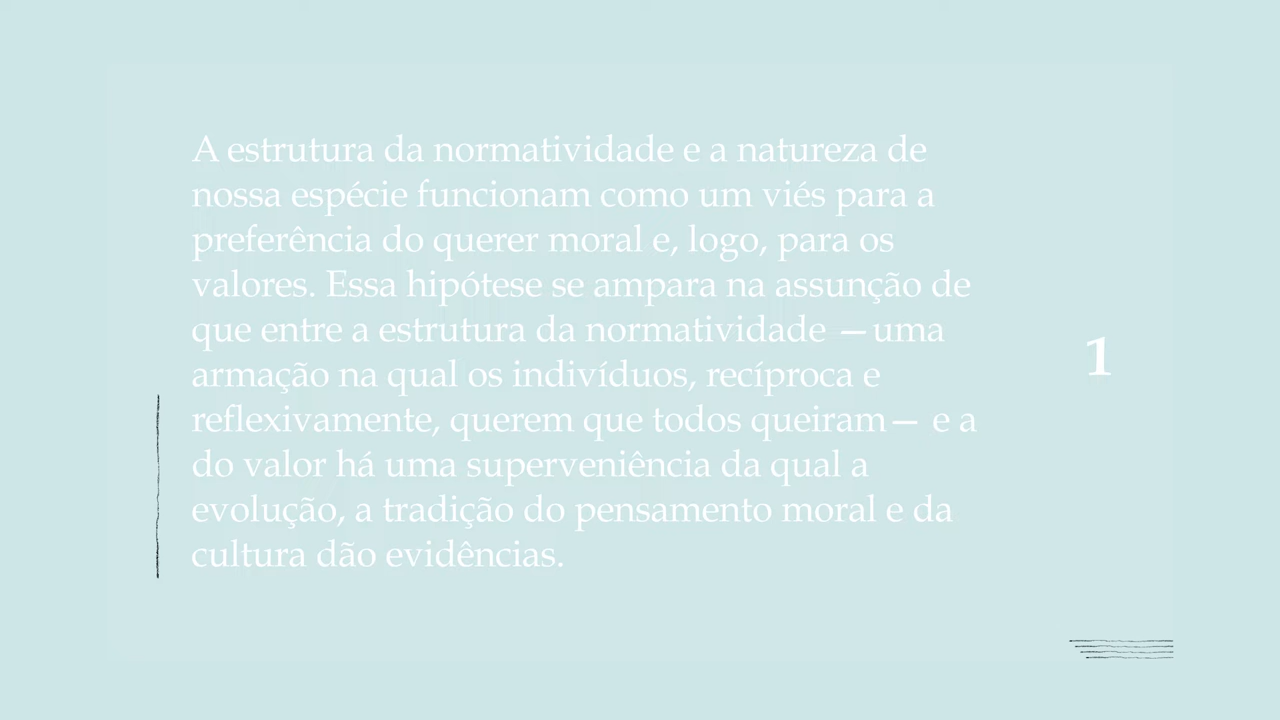 A estrutura da normatividade e a natureza de
nossa espécie funcionam como um viés para a
preferência do querer moral e, logo, para os
valores. Essa hipótese se ampara na assunção de
que entre a estrutura da normatividade —uma
armação na qual os indivíduos, recíproca e
reflexivamente, querem que todos queiram— e a
do valor há uma superveniência da qual a
evolução, a tradição do pensamento moral e da
cultura dão evidências.
1